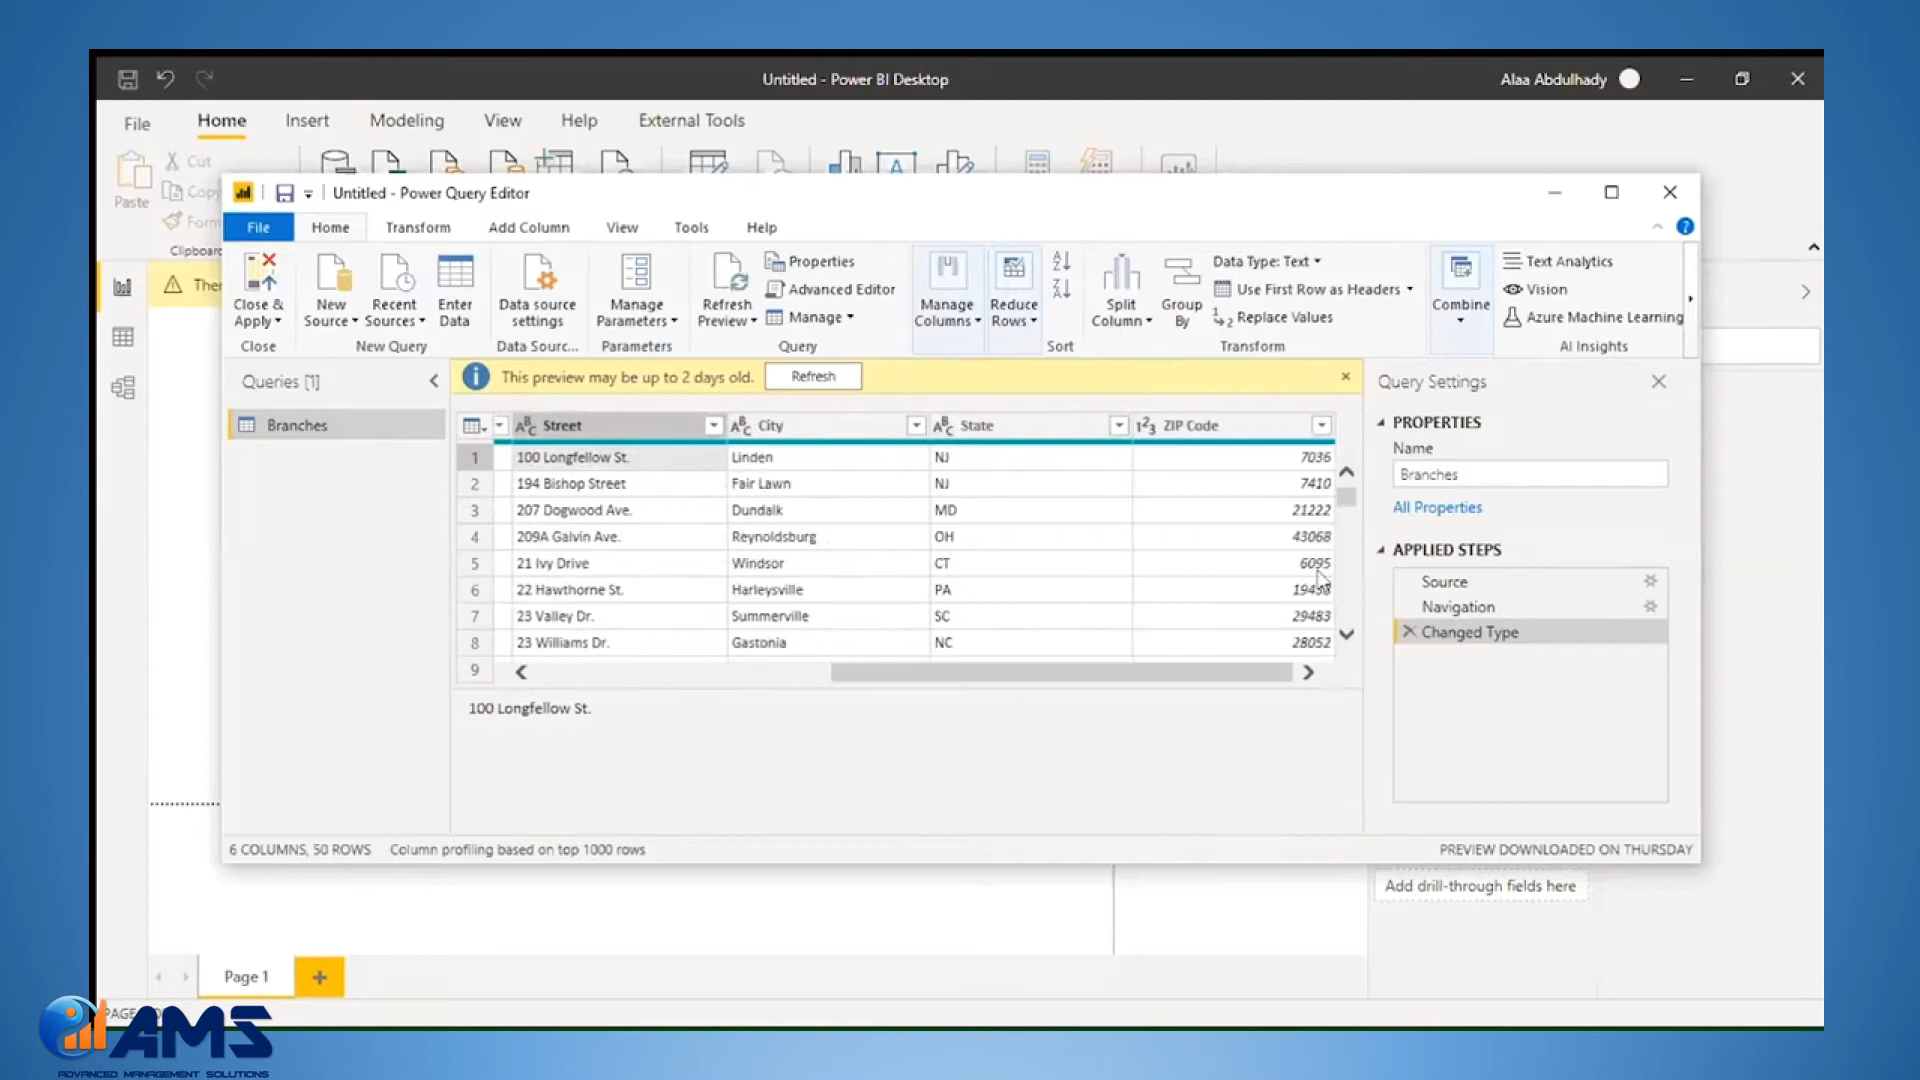 Untitled - Power BI Desktop
Alaa Abdulhady
File Home Insert Modeling View Help External Tools
Cut
Paste
Clipboard
Untitled - Power Query Editor
File Home Transform Add Column View Tools Help
Close & Apply
New Source
Recent Sources
Enter Data
Data source settings
Manage Parameters
Refresh Preview
Properties
Advanced Editor
Manage
Manage Columns
Reduce Rows
Split Column
Group By
Data Type: Text
Use First Row as Headers
Replace Values
Combine
Text Analytics
Vision
Azure Machine Learning
Close
New Query
Data Sourc...
Parameters
Query
Sort
Transform
AI Insights
Queries [1]
Branches
This preview may be up to 2 days old. Refresh
Street City State ZIP Code
1 100 Longfellow St. Linden NJ 7036
2 194 Bishop Street Fair Lawn NJ 7410
3 207 Dogwood Ave. Dundalk MD 21222
4 209A Galvin Ave. Reynoldsburg OH 43068
5 21 Ivy Drive Windsor CT 6095
6 22 Hawthorne St. Harleysville PA
7 23 Valley Dr. Summerville SC 29483
8 23 Williams Dr. Gastonia NC 28052
9
100 Longfellow St.
Query Settings
PROPERTIES
Name
Branches
All Properties
APPLIED STEPS
Source
Navigation
Changed Type
6 COLUMNS, 50 ROWS Column profiling based on top 1000 rows
PREVIEW DOWNLOADED ON THURSDAY
Add drill-through fields here
Page 1
AMS
ADVANCED MANAGEMENT SOLUTIONS